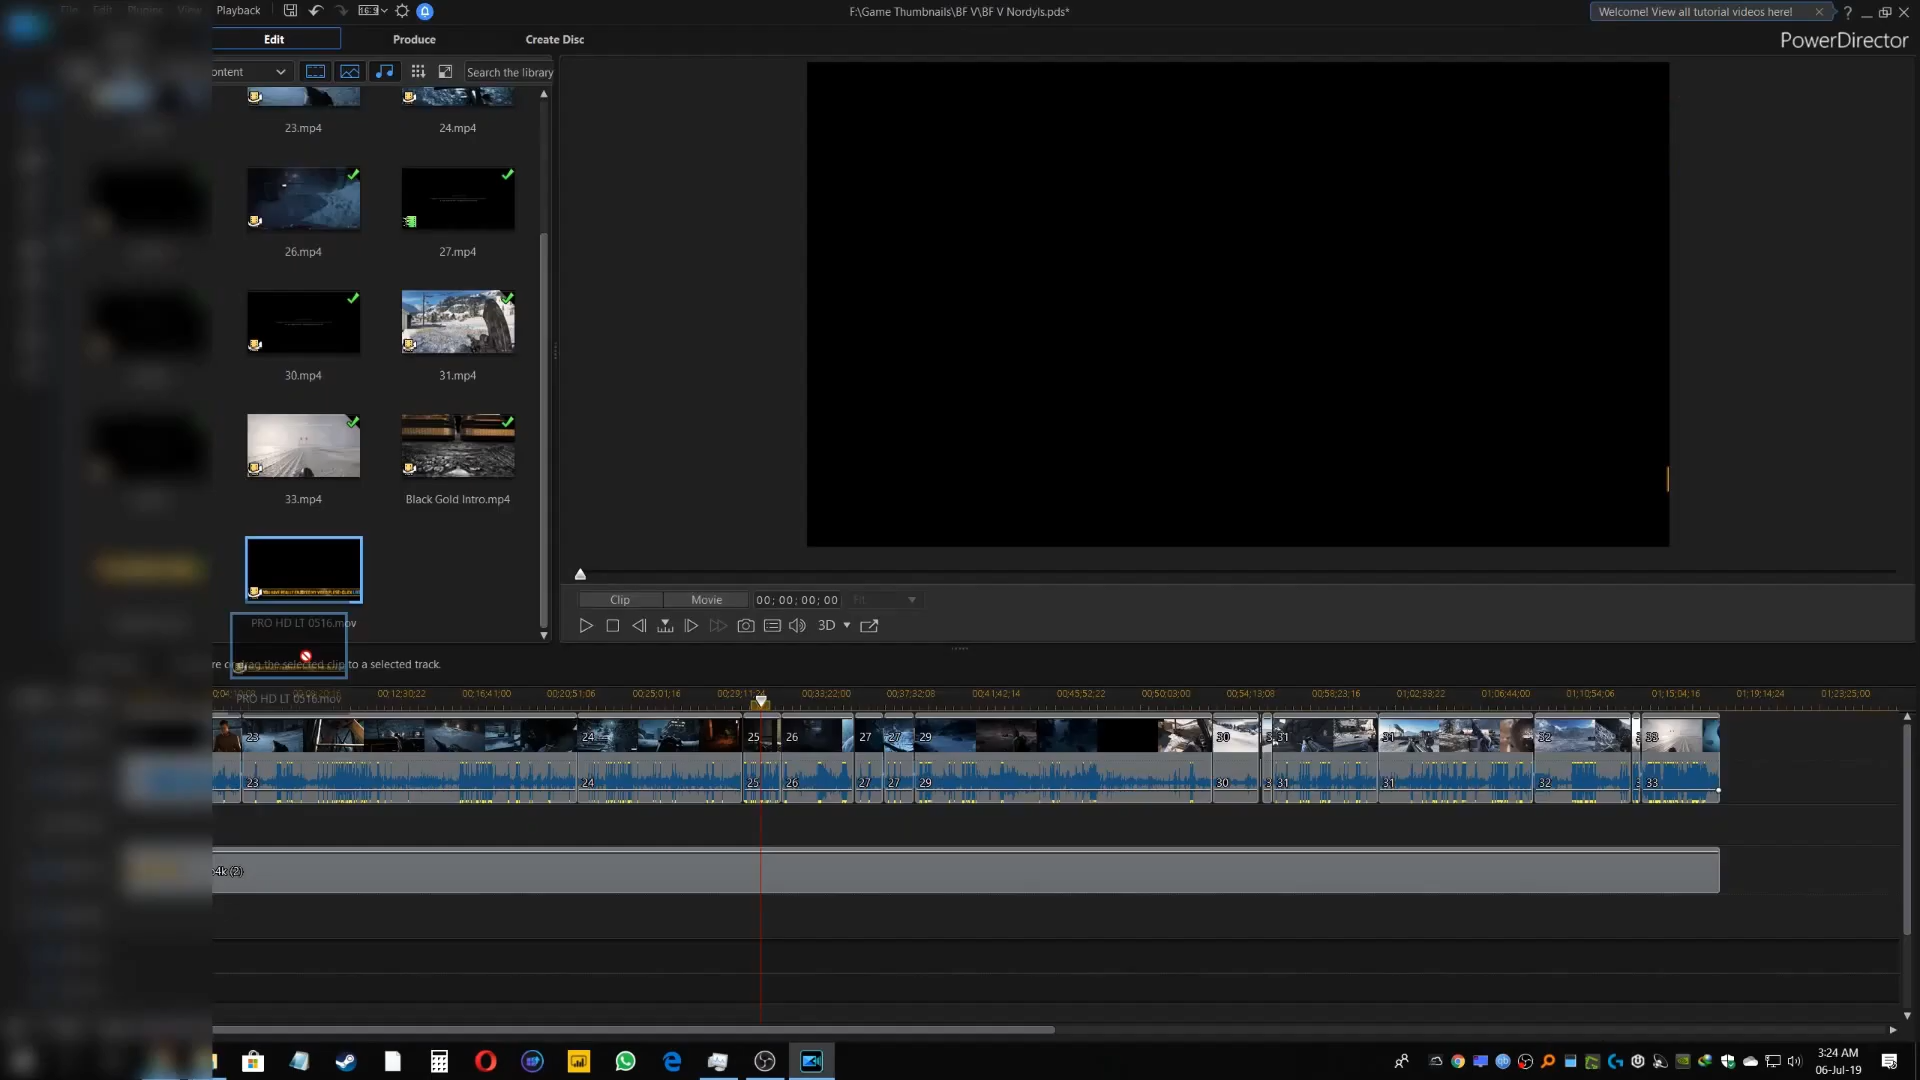 Playback
F:\Game Thumbnails\BF V\BF V Nordyls.pds*
Welcome! View all tutorial videos here!
PowerDirector
Edit
Produce
Create Disc
ontent
Search the library
23.mp4
24.mp4
26.mp4
27.mp4
30.mp4
31.mp4
33.mp4
Black Gold Intro.mp4
PRO HD LT 0516.mov
Clip
Movie
00; 00; 00; 00
Fit
3D
re or drag the selected clip to a selected track.
PRO HD LT 0516.mov
00;12;30;22
00;16;41;00
00;20;51;06
00;25;01;16
00;29;11;24
00;33;22;00
00;37;32;08
00;41;42;14
00;45;52;22
00;50;03;00
00;54;13;08
00;58;23;16
01;02;33;22
01;06;44;00
01;10;54;06
01;15;04;16
01;19;14;24
01;23;25;00
23
24
25
26
27
27
29
30
31
31
32
33
23
24
25
26
27
27
29
30
31
31
32
33
4k (2)
3:24 AM
06-Jul-19